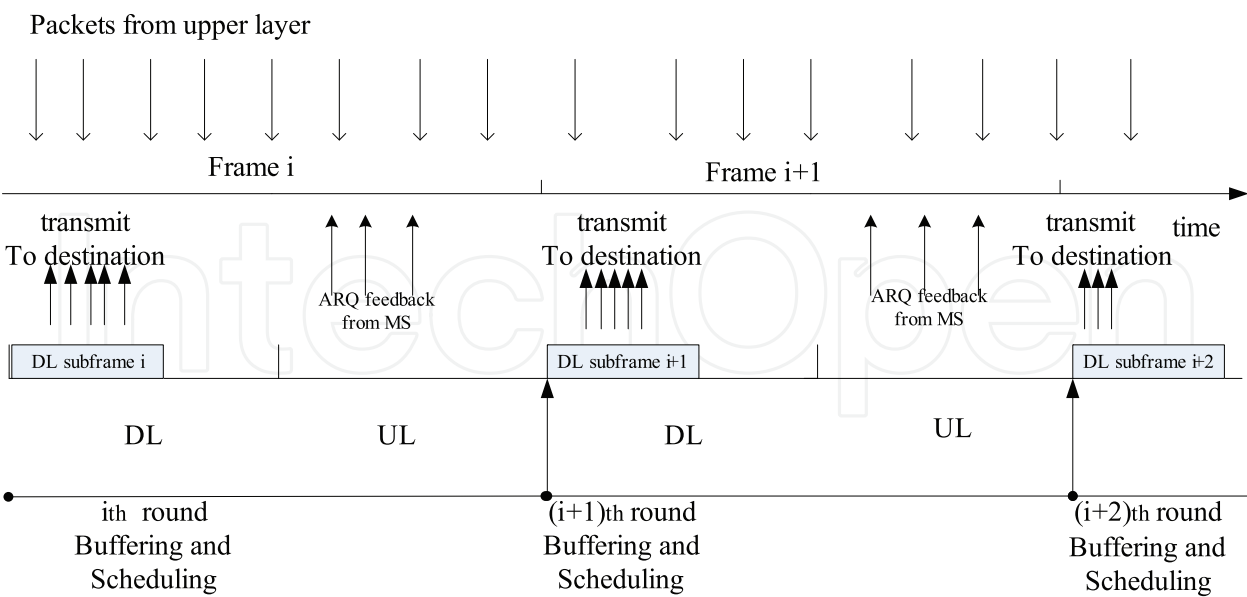 Packets from upper layer
Frame i
Frame i+1
transmit
To destination
transmit
To destination
transmit
To destination
time
ARQ feedback
from MS
ARQ feedback
from MS
IntechOpen
DL subframe i
DL subframe i+1
DL subframe i+2
DL
UL
DL
UL
ith round
Buffering and
Scheduling
(i+1)th round
Buffering and
Scheduling
(i+2)th round
Buffering and
Scheduling